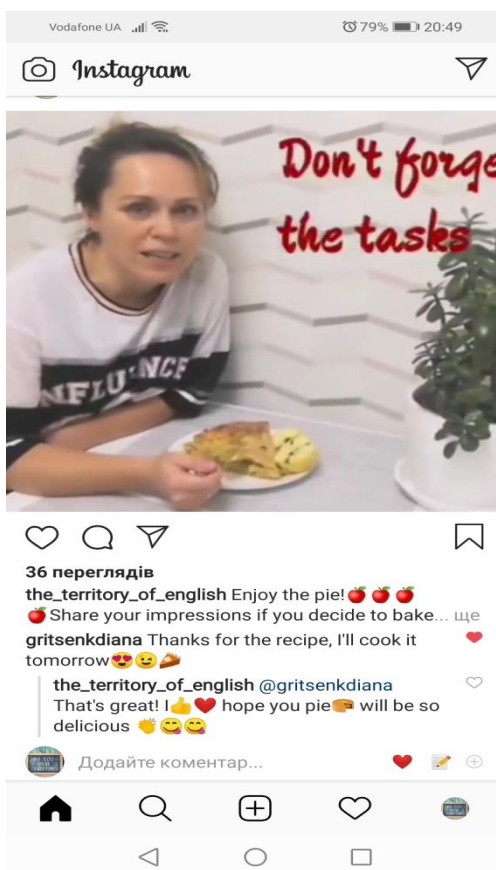 Vodafone UA
79% 20:49
Instagram
Don't forge
the tasks
NFLUENCE
36 переглядів
the_territory_of_english Enjoy the pie!🍎🍎🍎
🍎Share your impressions if you decide to bake... ще
gritsenkdiana Thanks for the recipe, I'll cook it
tomorrow😍😉🥧
the_territory_of_english @gritsenkdiana
That's great! I👍❤️ hope you pie🥧 will be so
delicious 👏😋😋
Додайте коментар...